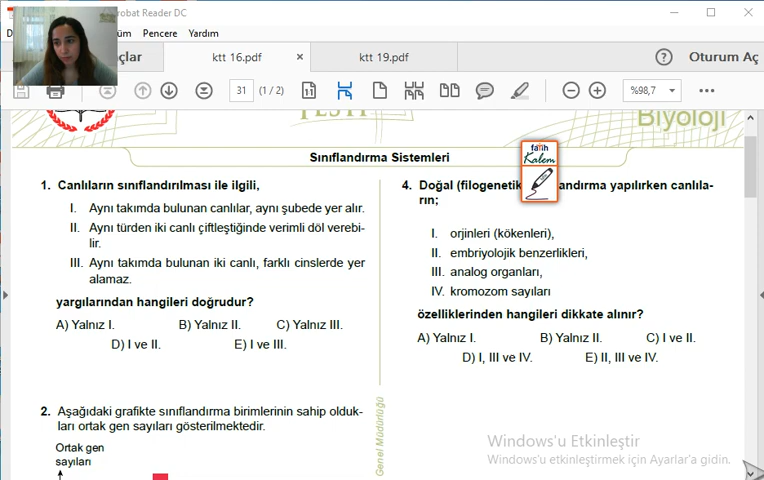 robat Reader DC
üm Pencere Yardım
çlar ktt 16.pdf × ktt 19.pdf ? Oturum Aç
31 (1 / 2) %98,7
TESTİ
Biyoloji
Sınıflandırma Sistemleri
fatih
Kalem
1. Canlıların sınıflandırılması ile ilgili,
I. Aynı takımda bulunan canlılar, aynı şubede yer alır.
II. Aynı türden iki canlı çiftleştiğinde verimli döl verebi-
lir.
III. Aynı takımda bulunan iki canlı, farklı cinslerde yer
alamaz.
yargılarından hangileri doğrudur?
A) Yalnız I. B) Yalnız II. C) Yalnız III.
D) I ve II. E) I ve III.
2. Aşağıdaki grafikte sınıflandırma birimlerinin sahip olduk-
ları ortak gen sayıları gösterilmektedir.
Ortak gen
sayıları
Genel Müdürlüğü
4. Doğal (filogenetik andırma yapılırken canlıla-
rın;
I. orjinleri (kökenleri),
II. embriyolojik benzerlikleri,
III. analog organları,
IV. kromozom sayıları
özelliklerinden hangileri dikkate alınır?
A) Yalnız I. B) Yalnız II. C) I ve II.
D) I, III ve IV. E) II, III ve IV.
Windows'u Etkinleştir
Windows'u etkinleştirmek için Ayarlar'a gidin.